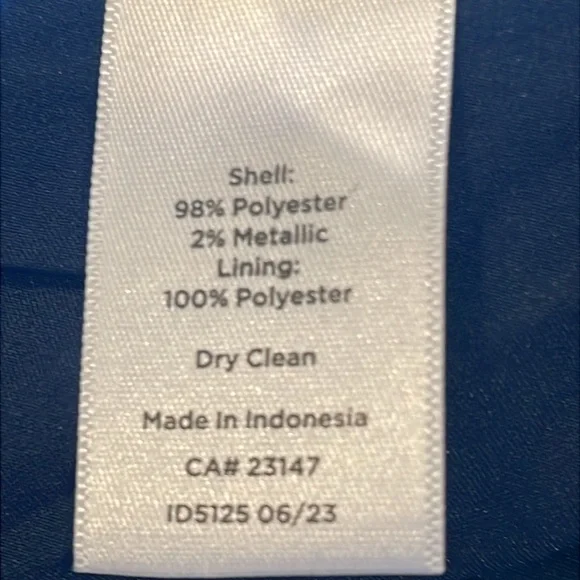 Shell:
98% Polyester
2% Metallic
Lining:
100% Polyester
Dry Clean
Made In Indonesia
CA# 23147
ID5125 06/23